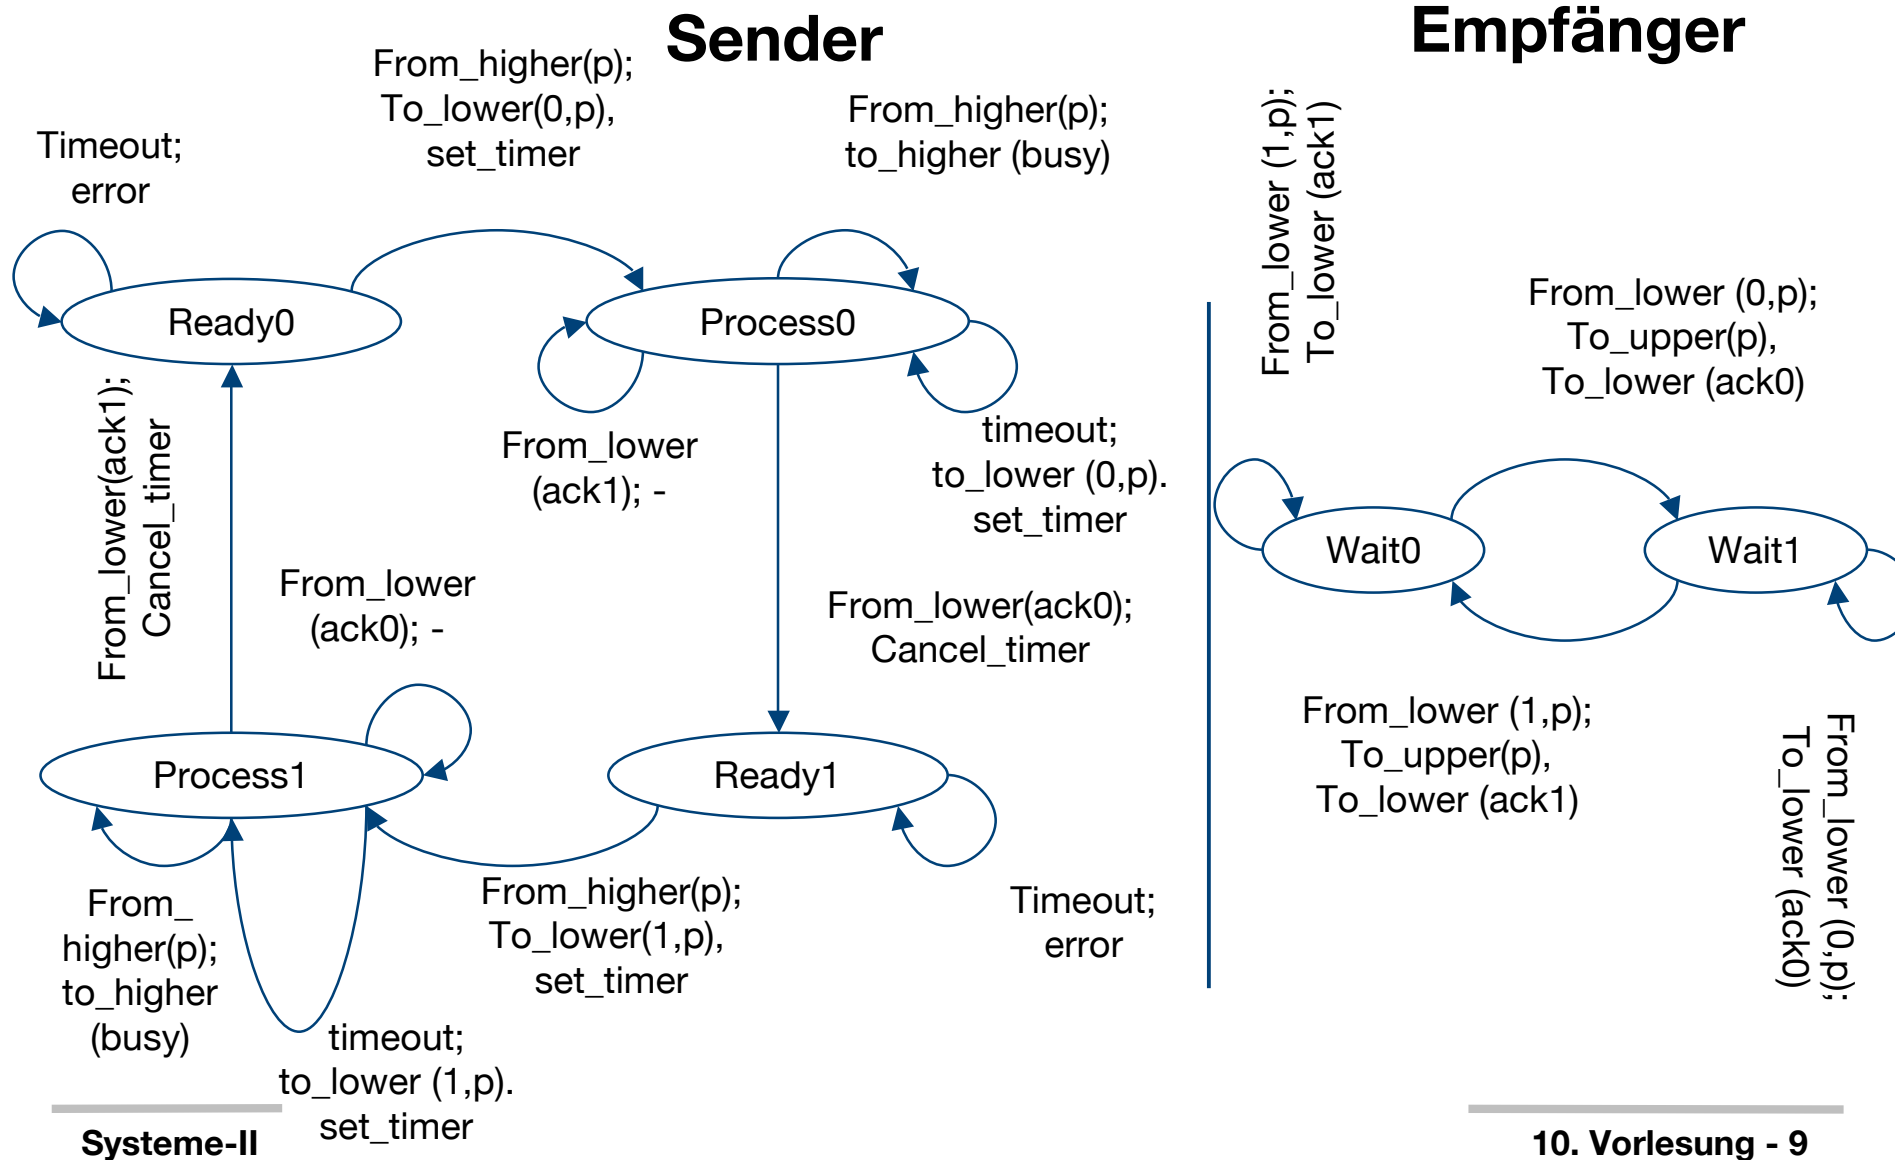 Sender
Empfänger
From_higher(p);
To_lower(0,p),
set_timer
From_higher(p);
to_higher (busy)
Timeout;
error
Ready0
Process0
From_lower
(ack1); -
timeout;
to_lower (0,p).
set_timer
From_lower(ack1);
Cancel_timer
From_lower
(ack0); -
From_lower(ack0);
Cancel_timer
Process1
Ready1
From_
higher(p);
to_higher
(busy)
timeout;
to_lower (1,p).
set_timer
From_higher(p);
To_lower(1,p),
set_timer
Timeout;
error
From_lower (1,p);
To_lower (ack1)
From_lower (0,p);
To_upper(p),
To_lower (ack0)
Wait0
Wait1
From_lower (1,p);
To_upper(p),
To_lower (ack1)
From_lower (0,p);
To_lower (ack0)
Systeme-II
10. Vorlesung - 9